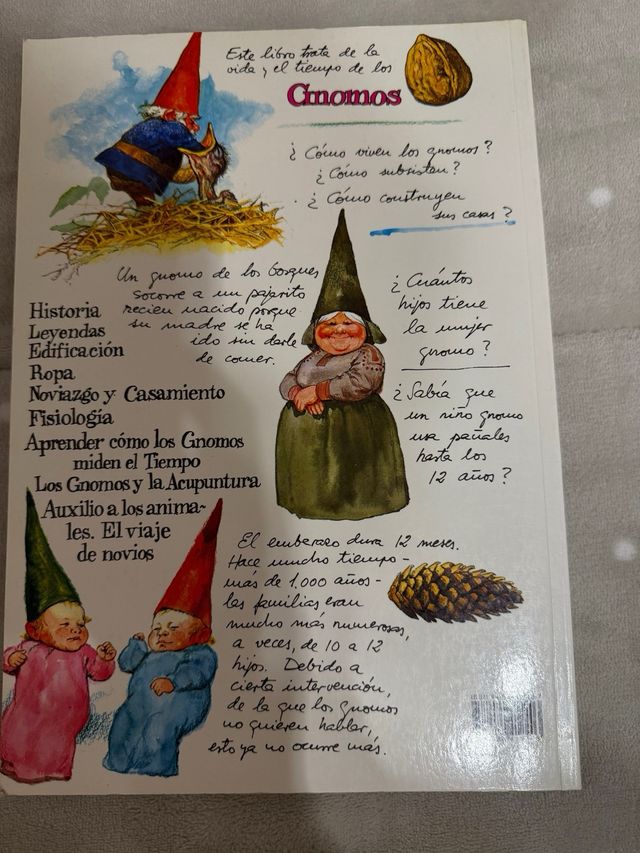 Este libro trata de la
vida y el tiempo de los
Gnomos
¿Cómo viven los gnomos?
¿Cómo subsisten?
¿Cómo construyen
sus casas?
Un gnomo de los bosques
socorre a un pajarito
recien nacido porque
su madre se ha
ido sin darle
de comer.
¿Cuántos
hijos tiene
la mujer
gnomo?
¿Sabía que
un niño gnomo
usa pañales
hasta los
12 años?
Historia
Leyendas
Edificación
Ropa
Noviazgo y Casamiento
Fisiología
Aprender cómo los Gnomos
miden el Tiempo
Los Gnomos y la Acupuntura
Auxilio a los anima-
les. El viaje
de novios
El embarazo dura 12 meses.
Hace mucho tiempo -
más de 1.000 años -
las familias eran
mucho más numerosas,
a veces, de 10 a 12
hijos. Debido a
cierta intervención,
de la que los gnomos
no quieren hablar,
esto ya no ocurre más.